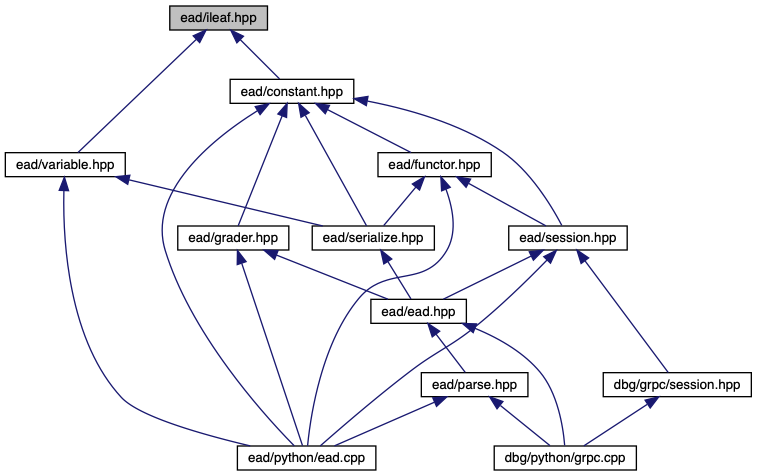 ead/ileaf.hpp
ead/constant.hpp
ead/variable.hpp
ead/functor.hpp
ead/grader.hpp
ead/serialize.hpp
ead/session.hpp
ead/ead.hpp
ead/parse.hpp
dbg/grpc/session.hpp
ead/python/ead.cpp
dbg/python/grpc.cpp